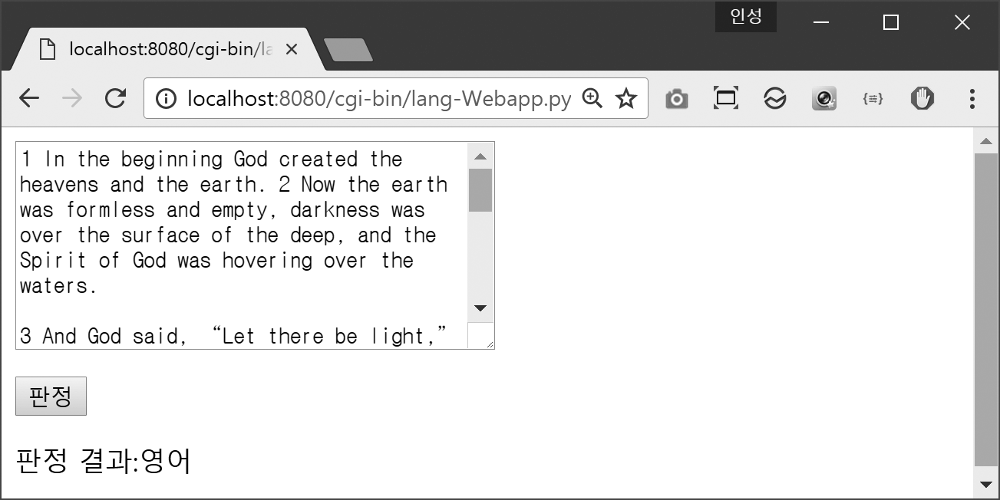 인성
localhost:8080/cgi-bin/la
localhost:8080/cgi-bin/lang-Webapp.py
1 In the beginning God created the
heavens and the earth. 2 Now the earth
was formless and empty, darkness was
over the surface of the deep, and the
Spirit of God was hovering over the
waters.
3 And God said, “Let there be light,”
판정
판정 결과:영어